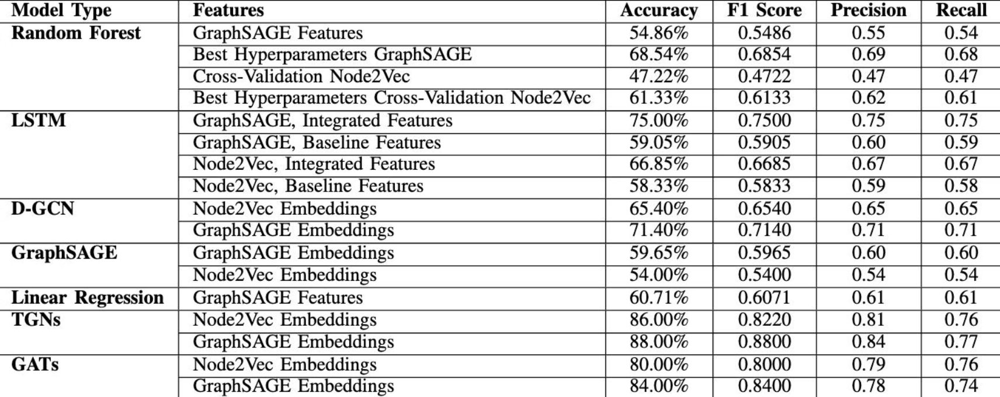 Model Type Features Accuracy F1 Score Precision Recall
Random Forest GraphSAGE Features 54.86% 0.5486 0.55 0.54
Best Hyperparameters GraphSAGE 68.54% 0.6854 0.69 0.68
Cross-Validation Node2Vec 47.22% 0.4722 0.47 0.47
Best Hyperparameters Cross-Validation Node2Vec 61.33% 0.6133 0.62 0.61
LSTM GraphSAGE, Integrated Features 75.00% 0.7500 0.75 0.75
GraphSAGE, Baseline Features 59.05% 0.5905 0.60 0.59
Node2Vec, Integrated Features 66.85% 0.6685 0.67 0.67
Node2Vec, Baseline Features 58.33% 0.5833 0.59 0.58
D-GCN Node2Vec Embeddings 65.40% 0.6540 0.65 0.65
GraphSAGE Embeddings 71.40% 0.7140 0.71 0.71
GraphSAGE GraphSAGE Embeddings 59.65% 0.5965 0.60 0.60
Node2Vec Embeddings 54.00% 0.5400 0.54 0.54
Linear Regression GraphSAGE Features 60.71% 0.6071 0.61 0.61
TGNs Node2Vec Embeddings 86.00% 0.8220 0.81 0.76
GraphSAGE Embeddings 88.00% 0.8800 0.84 0.77
GATs Node2Vec Embeddings 80.00% 0.8000 0.79 0.76
GraphSAGE Embeddings 84.00% 0.8400 0.78 0.74